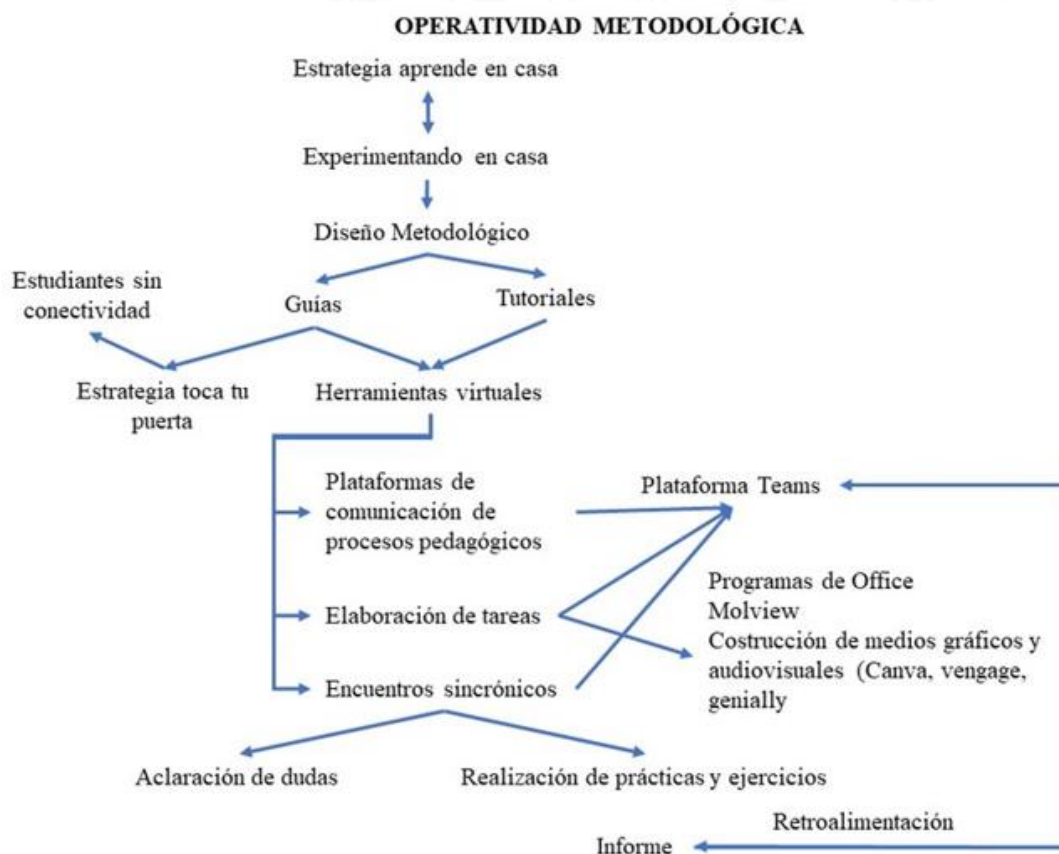 OPERATIVIDAD METODOLÓGICA
Estrategia aprende en casa
Experimentando en casa
Diseño Metodológico
Estudiantes sin
conectividad
Guías
Tutoriales
Estrategia toca tu
puerta
Herramientas virtuales
Plataformas de
comunicación de
procesos pedagógicos
Plataforma Teams
Elaboración de tareas
Programas de Office
Molview
Costrucción de medios gráficos y
audiovisuales (Canva, vengage,
genially
Encuentros sincrónicos
Aclaración de dudas
Realización de prácticas y ejercicios
Retroalimentación
Informe